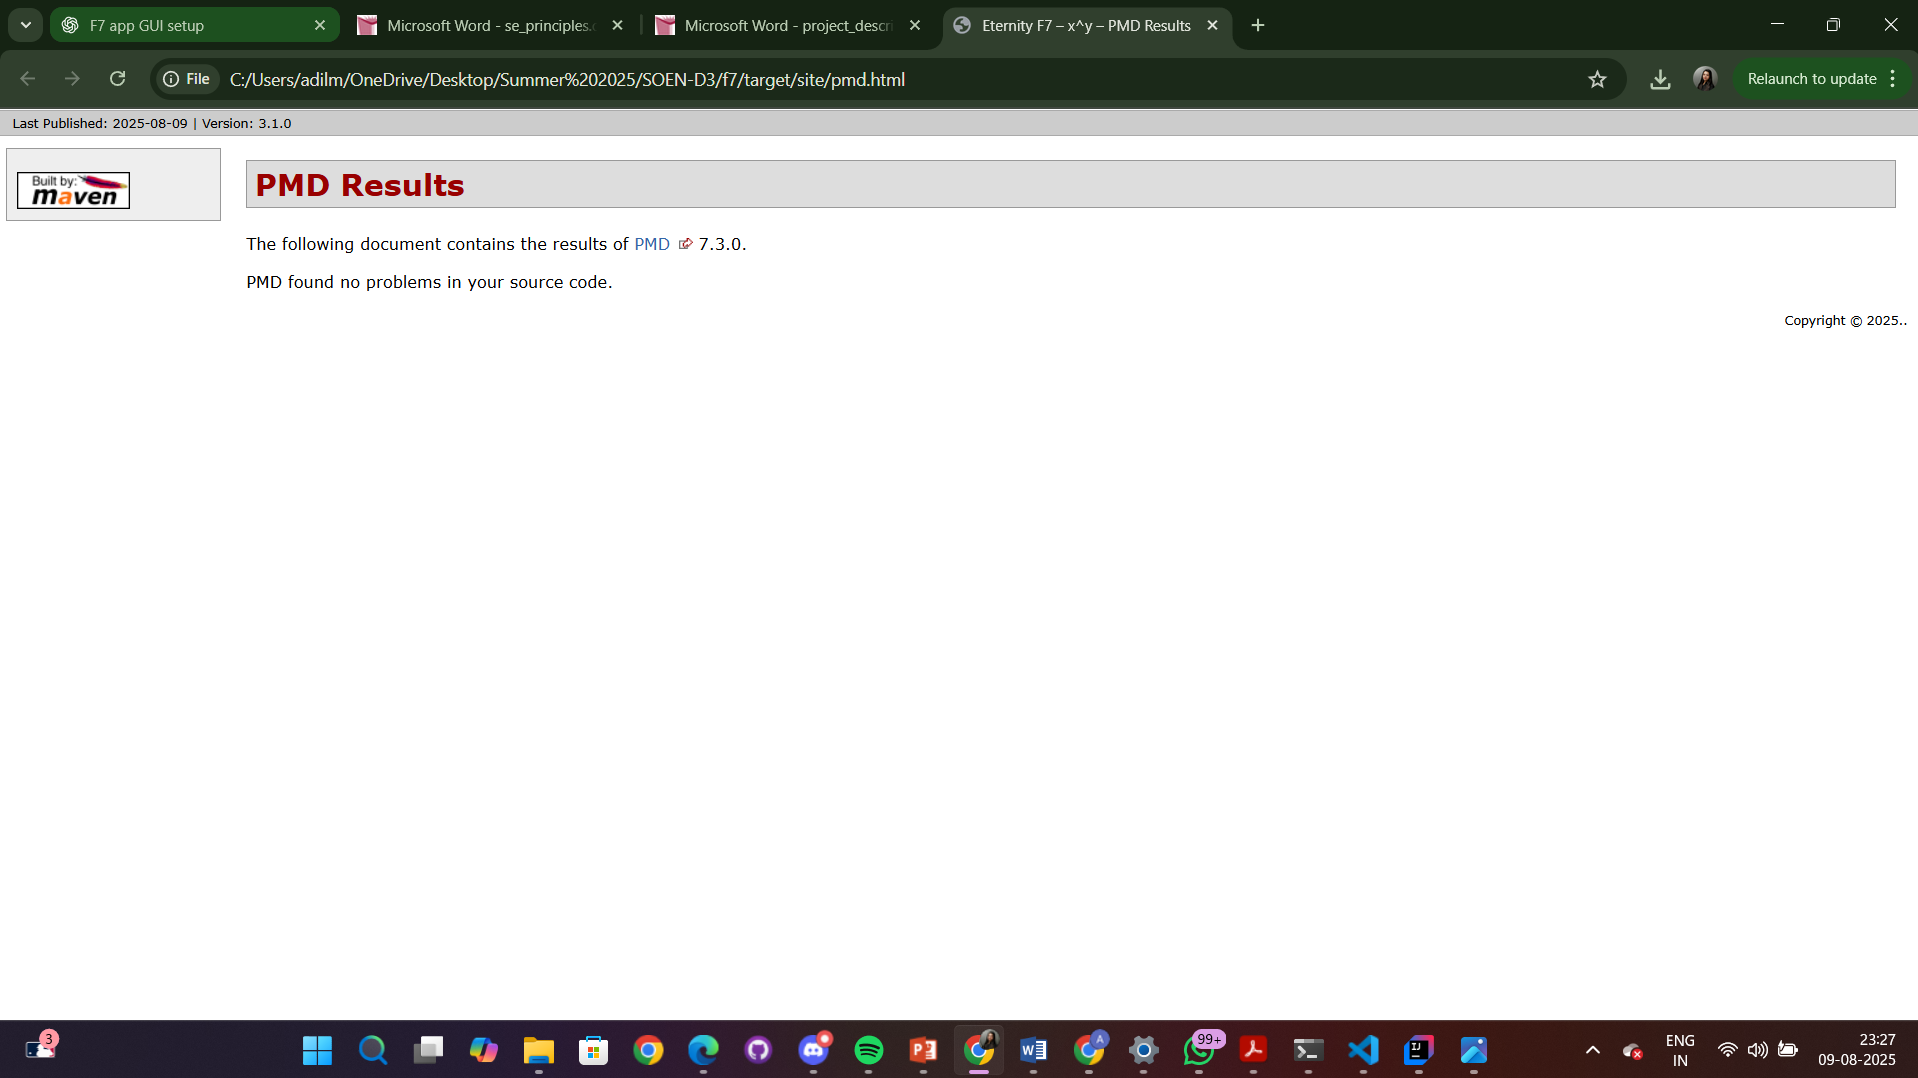 F7 app GUI setup
Microsoft Word - se_principles.
Microsoft Word - project_descri
Eternity F7 – x^y – PMD Results
File
C:/Users/adilm/OneDrive/Desktop/Summer%202025/SOEN-D3/f7/target/site/pmd.html
Relaunch to update
Last Published: 2025-08-09 | Version: 3.1.0
Built by:
maven
PMD Results
The following document contains the results of PMD 7.3.0.
PMD found no problems in your source code.
Copyright © 2025..
3
99+
A
ENG
IN
23:27
09-08-2025